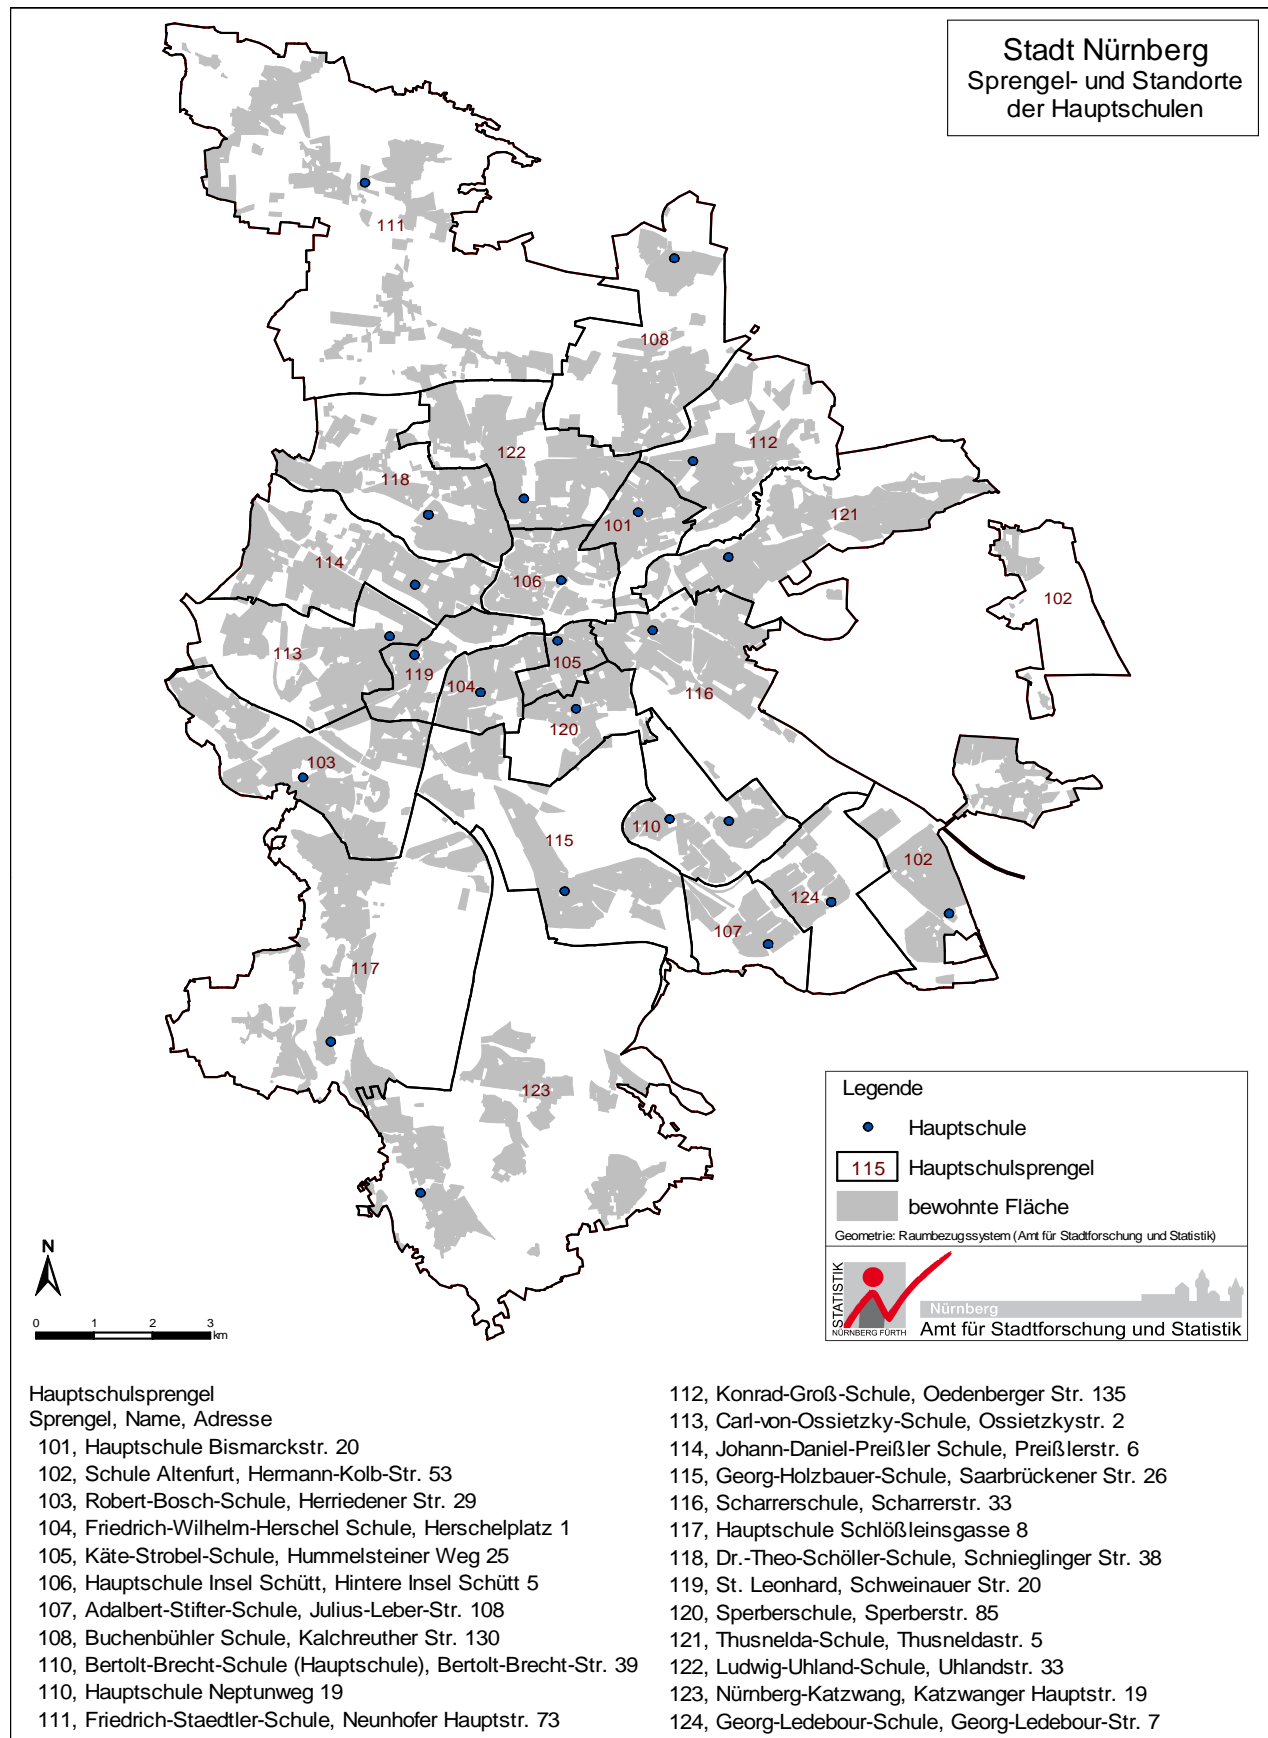 Stadt Nürnberg
Sprengel- und Standorte
der Hauptschulen
111
108
112
122
118
101
121
114
106
102
113
119
105
104
116
120
103
110
115
102
124
107
117
123
Legende
Hauptschule
115 Hauptschulsprengel
bewohnte Fläche
Geometrie: Raumbezugssystem (Amt für Stadtforschung und Statistik)
STATISTIK
NÜRNBERG FÜRTH
Nürnberg
Amt für Stadtforschung und Statistik
N
0 1 2 3
km
Hauptschulsprengel
Sprengel, Name, Adresse
101, Hauptschule Bismarckstr. 20
102, Schule Altenfurt, Hermann-Kolb-Str. 53
103, Robert-Bosch-Schule, Herriedener Str. 29
104, Friedrich-Wilhelm-Herschel Schule, Herschelplatz 1
105, Käte-Strobel-Schule, Hummelsteiner Weg 25
106, Hauptschule Insel Schütt, Hintere Insel Schütt 5
107, Adalbert-Stifter-Schule, Julius-Leber-Str. 108
108, Buchenbühler Schule, Kalchreuther Str. 130
110, Bertolt-Brecht-Schule (Hauptschule), Bertolt-Brecht-Str. 39
110, Hauptschule Neptunweg 19
111, Friedrich-Staedtler-Schule, Neunhofer Hauptstr. 73
112, Konrad-Groß-Schule, Oedenberger Str. 135
113, Carl-von-Ossietzky-Schule, Ossietzkystr. 2
114, Johann-Daniel-Preißler Schule, Preißlerstr. 6
115, Georg-Holzbauer-Schule, Saarbrückener Str. 26
116, Scharrerschule, Scharrerstr. 33
117, Hauptschule Schlößleinsgasse 8
118, Dr.-Theo-Schöller-Schule, Schnieglinger Str. 38
119, St. Leonhard, Schweinauer Str. 20
120, Sperberschule, Sperberstr. 85
121, Thusnelda-Schule, Thusneldastr. 5
122, Ludwig-Uhland-Schule, Uhlandstr. 33
123, Nürnberg-Katzwang, Katzwanger Hauptstr. 19
124, Georg-Ledebour-Schule, Georg-Ledebour-Str. 7